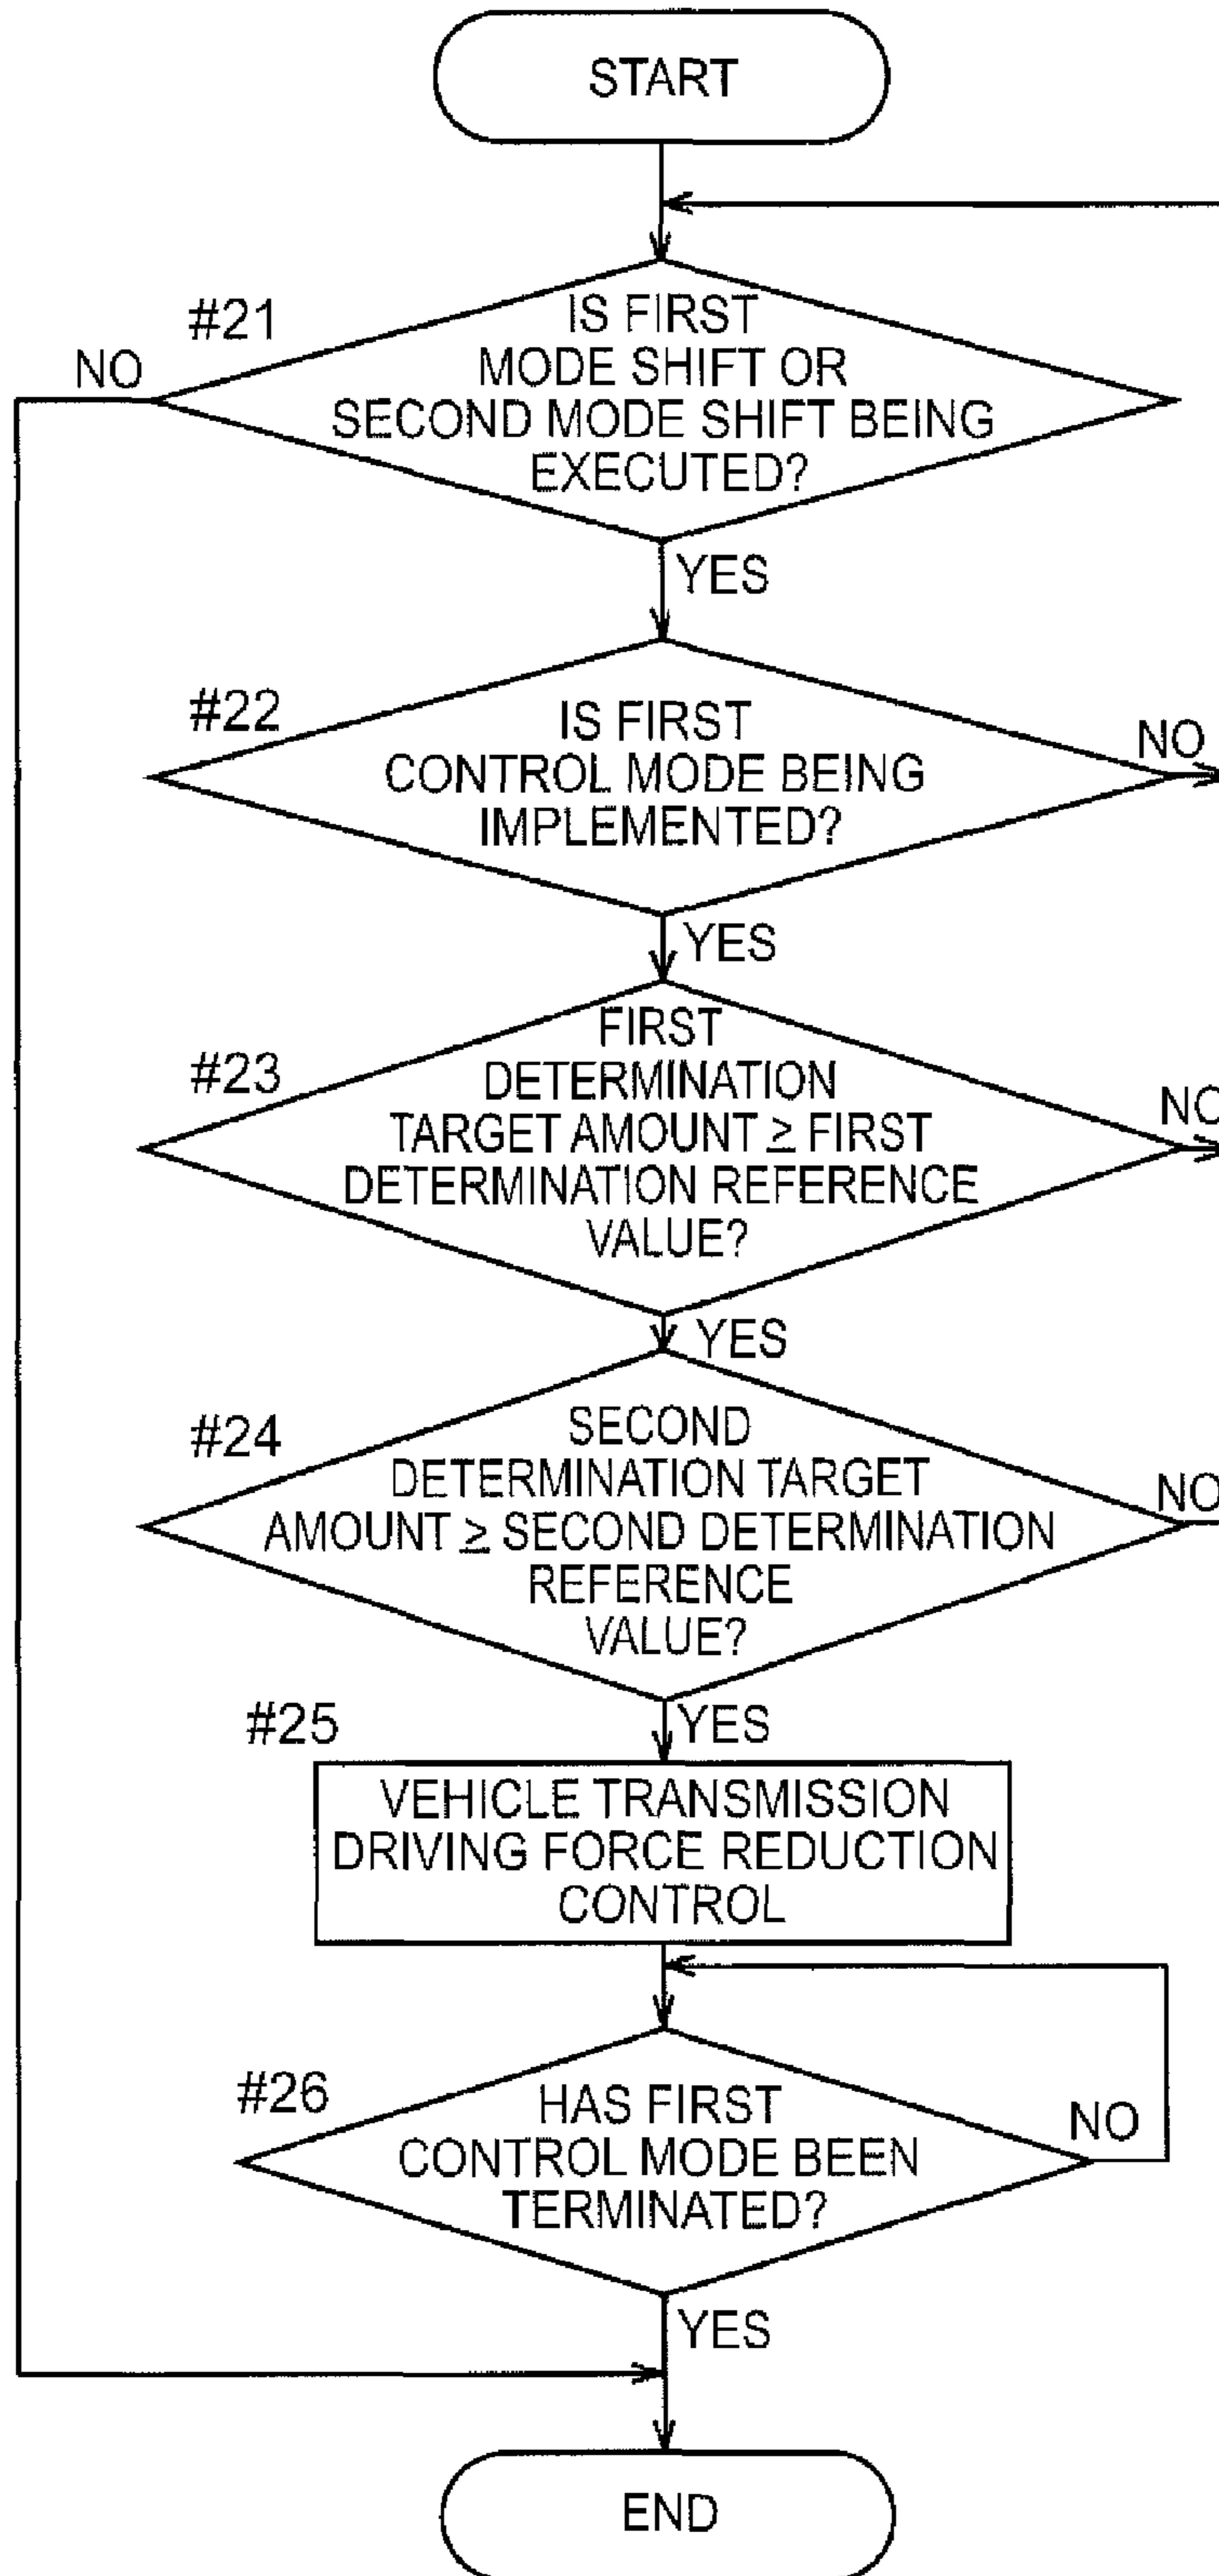 START
#21
NO
IS FIRST
MODE SHIFT OR
SECOND MODE SHIFT BEING
EXECUTED?
YES
#22
IS FIRST
CONTROL MODE BEING
IMPLEMENTED?
NO
YES
#23
FIRST
DETERMINATION
TARGET AMOUNT ≥ FIRST
DETERMINATION REFERENCE
VALUE?
NO
YES
#24
SECOND
DETERMINATION TARGET
AMOUNT ≥ SECOND DETERMINATION
REFERENCE
VALUE?
NO
YES
#25
VEHICLE TRANSMISSION
DRIVING FORCE REDUCTION
CONTROL
#26
HAS FIRST
CONTROL MODE BEEN
TERMINATED?
NO
YES
END